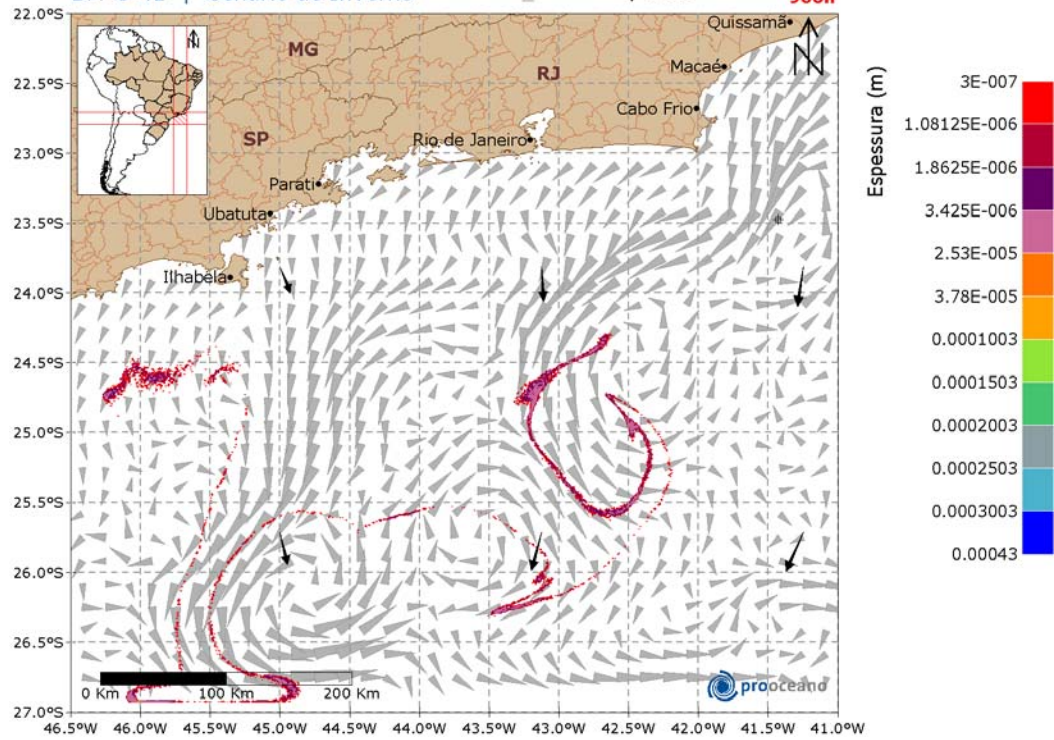 22.0°S
22.5°S
23.0°S
23.5°S
24.0°S
24.5°S
25.0°S
25.5°S
26.0°S
26.5°S
27.0°S
46.5°W 46.0°W 45.5°W 45.0°W 44.5°W 44.0°W 43.5°W 43.0°W 42.5°W 42.0°W 41.5°W 41.0°W
N
MG
RJ
SP
Quissamã
N
Macaé
Cabo Frio
Rio de Janeiro
Parati
Ubatuta
Ilhabela
0 Km 100 Km 200 Km
prooceano
Espessura (m)
3E-007
1.08125E-006
1.8625E-006
3.425E-006
2.53E-005
3.78E-005
0.0001003
0.0001503
0.0002003
0.0002503
0.0003003
0.00043